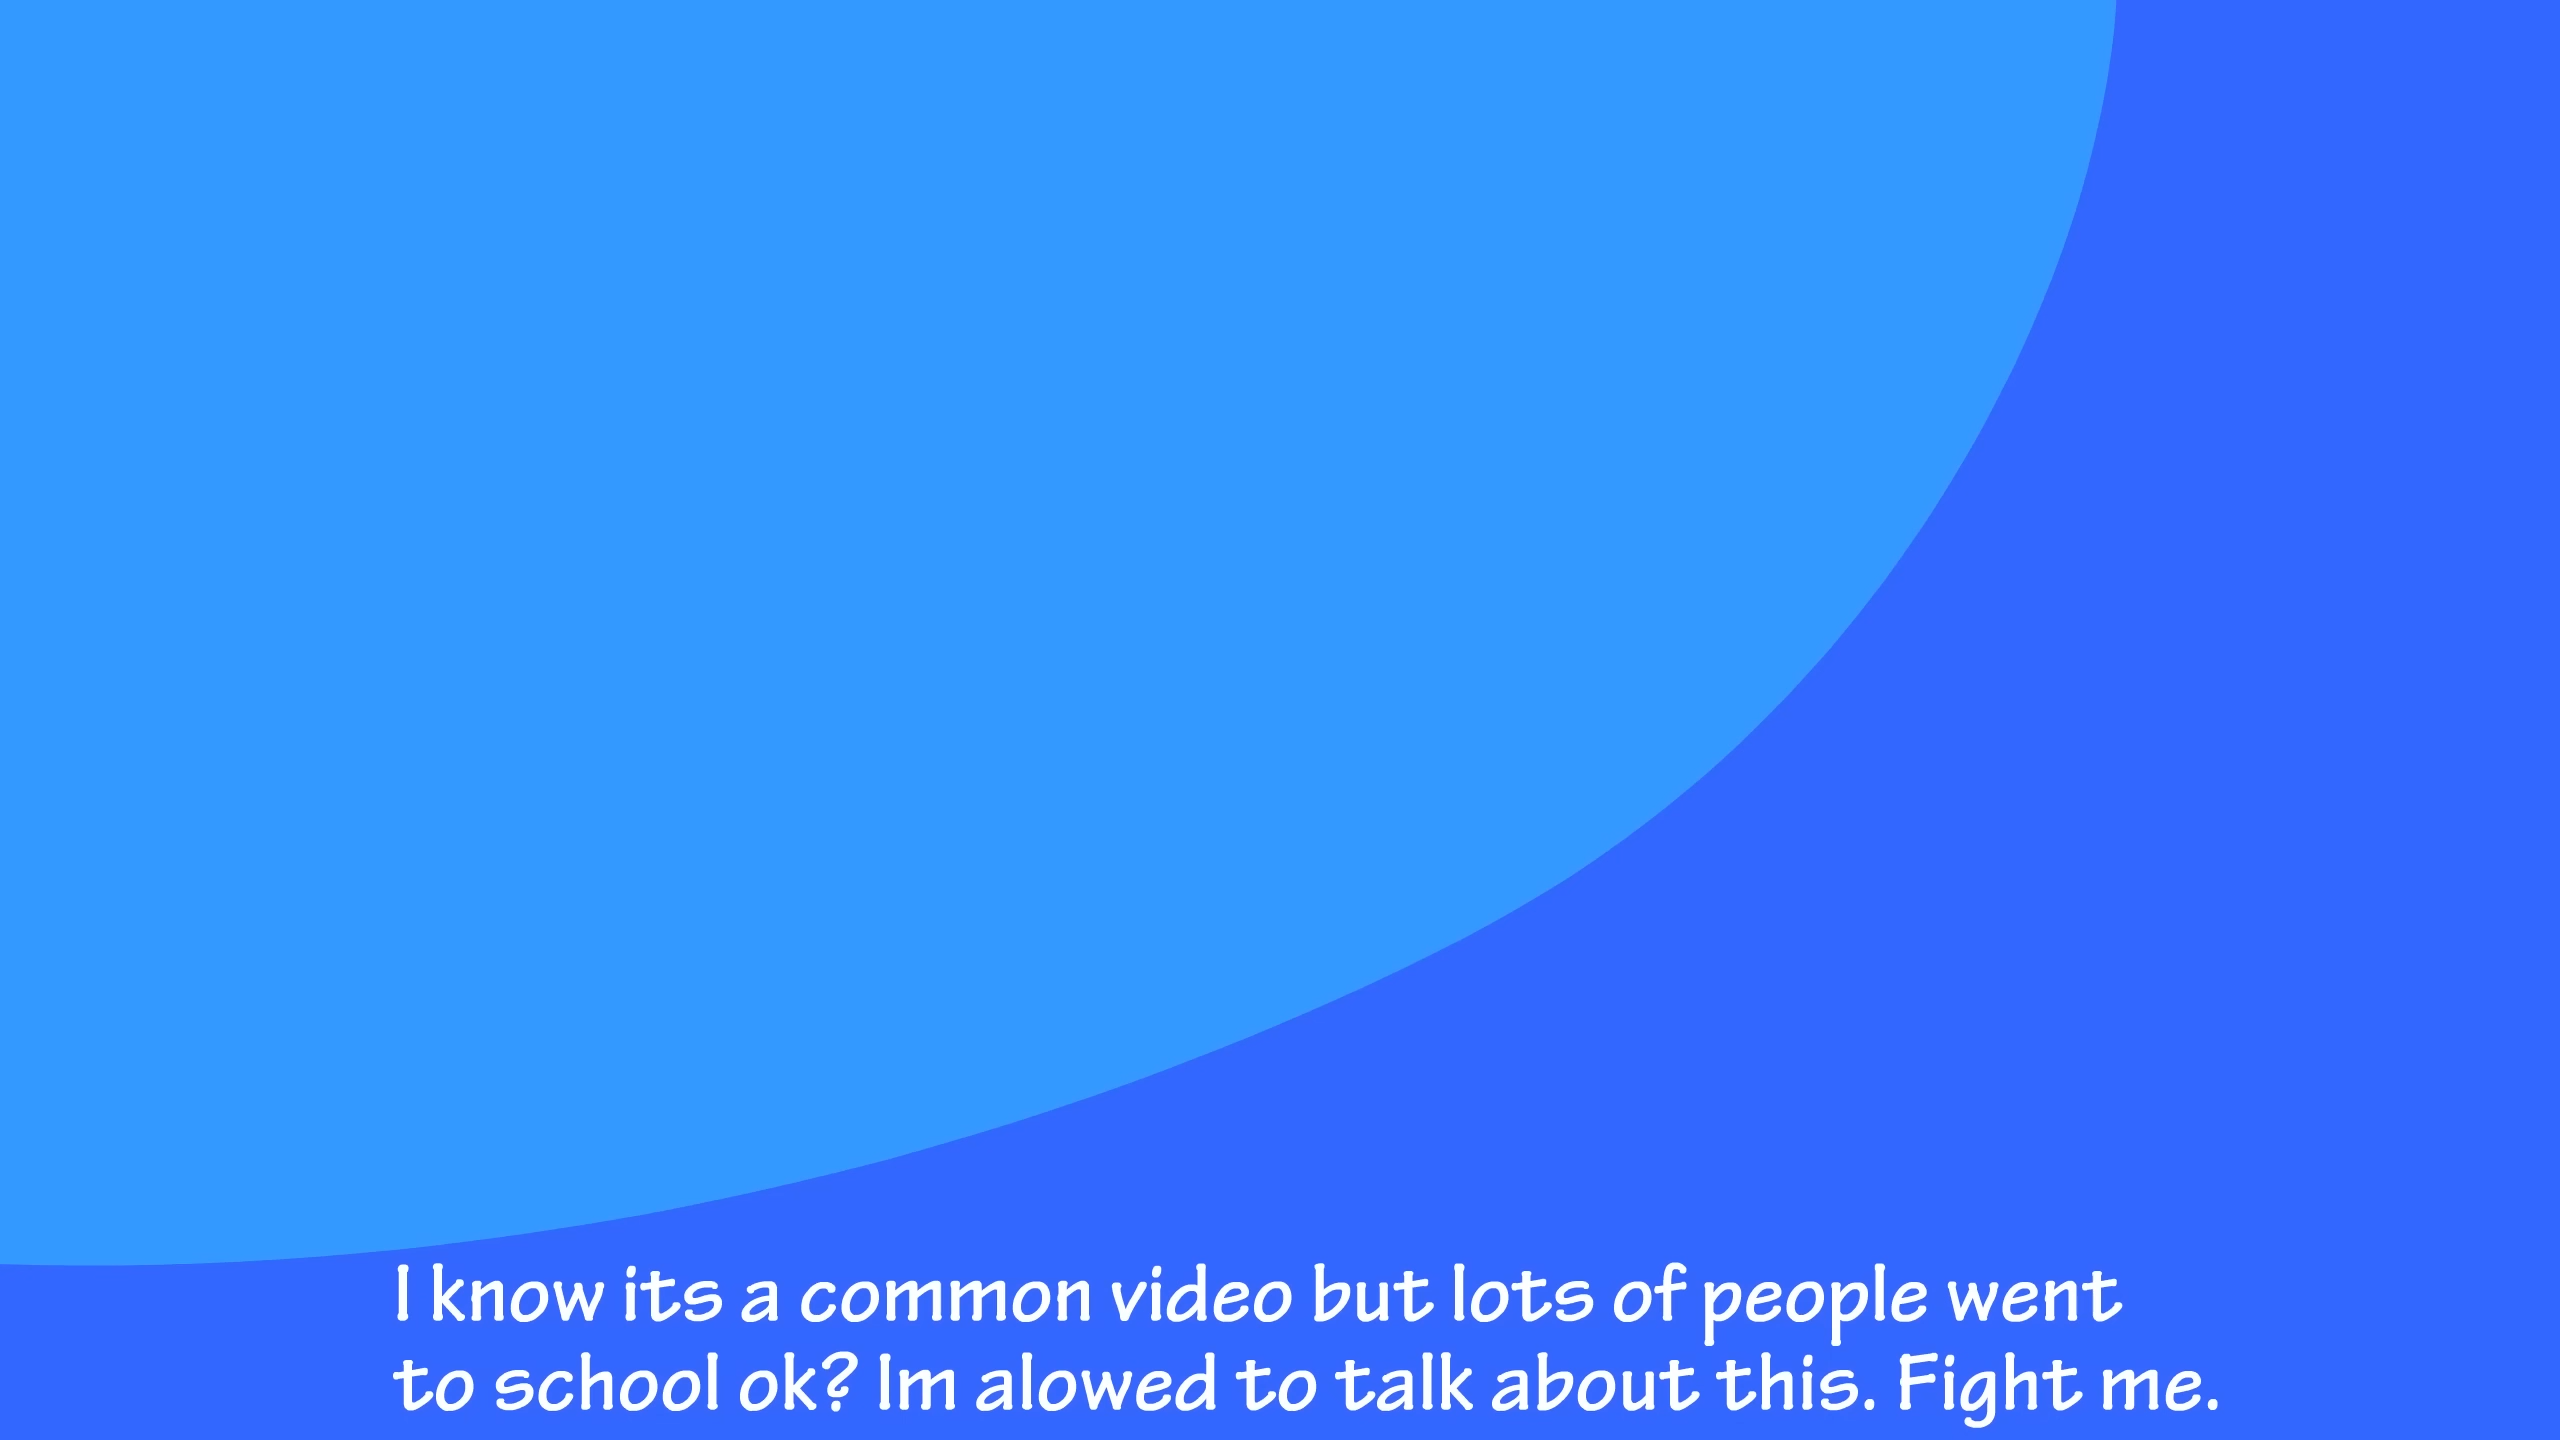 I know its a common video but lots of people went
to school ok? Im alowed to talk about this. Fight me.